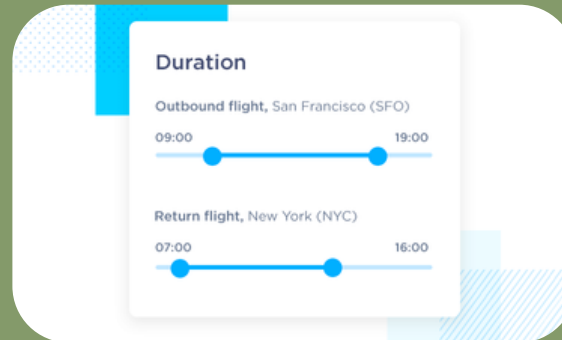 Duration
Outbound flight, San Francisco (SFO)
09:00 19:00
Return flight, New York (NYC)
07:00 16:00